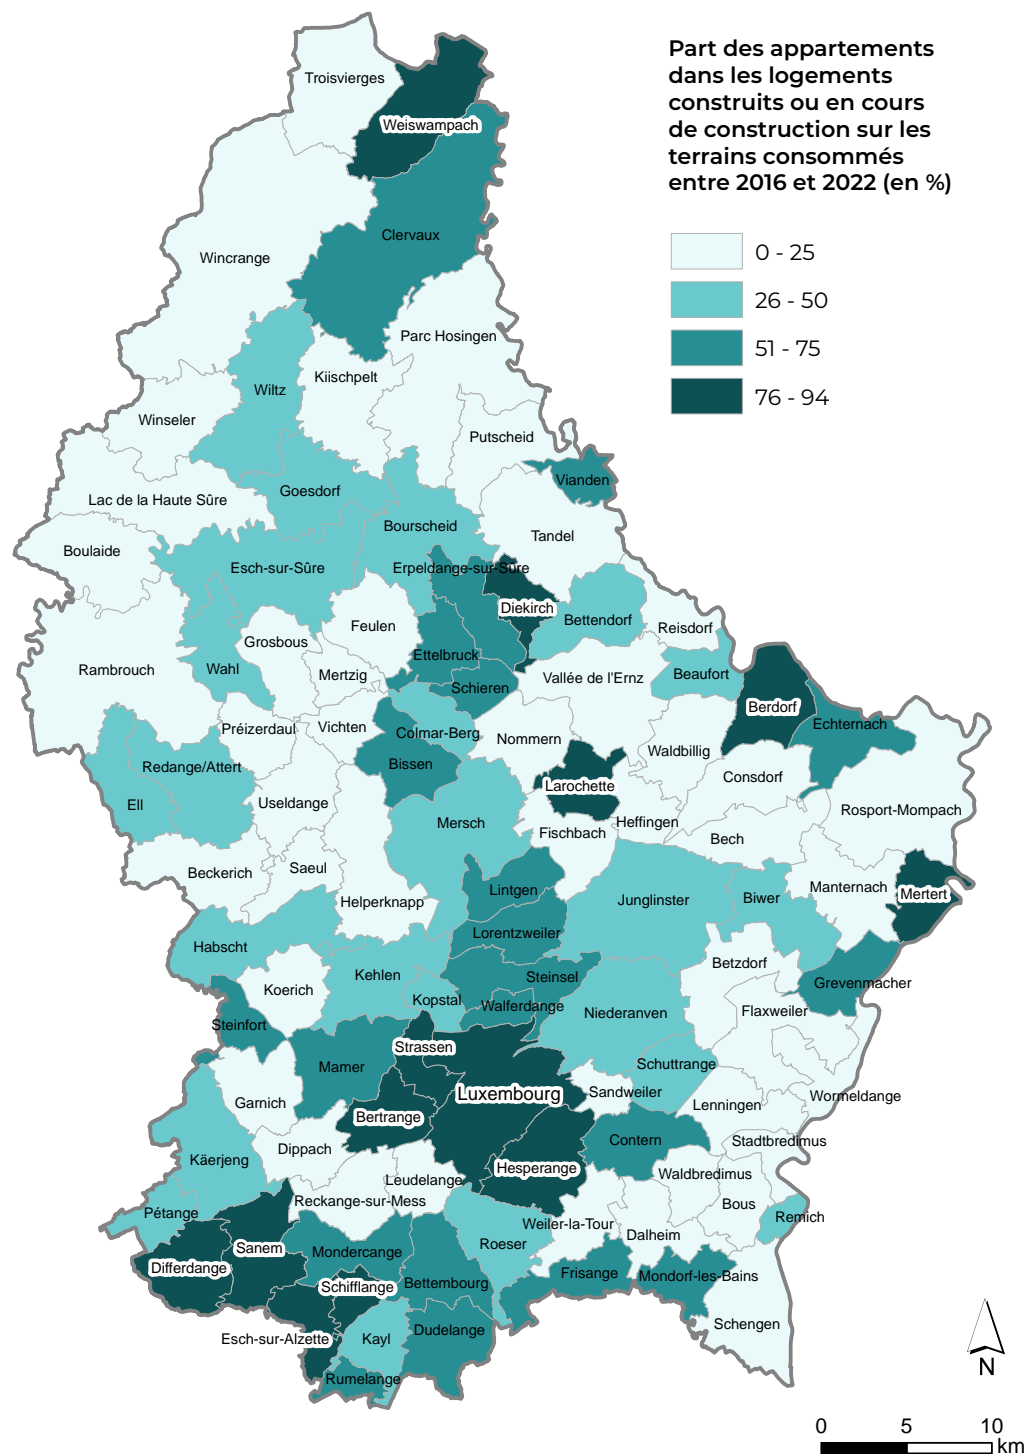 Part des appartements
dans les logements
construits ou en cours
de construction sur les
terrains consommés
entre 2016 et 2022 (en %)
0 - 25
26 - 50
51 - 75
76 - 94
Troisvierges
Weiswampach
Clervaux
Wincrange
Parc Hosingen
Kiischpelt
Wiltz
Winseler
Putscheid
Vianden
Goesdorf
Lac de la Haute Sûre
Bourscheid
Tandel
Boulaide
Esch-sur-Sûre
Erpeldange-sur-Sûre
Diekirch
Bettendorf
Feulen
Reisdorf
Grosbous
Ettelbruck
Rambrouch
Wahl
Mertzig
Vallée de l'Ernz
Beaufort
Schieren
Berdorf
Echternach
Préizerdaul
Vichten
Colmar-Berg
Nommern
Waldbillig
Redange/Attert
Bissen
Consdorf
Larochette
Ell
Useldange
Rosport-Mompach
Mersch
Heffingen
Fischbach
Bech
Beckerich
Saeul
Lintgen
Manternach
Mertert
Helperknapp
Junglinster
Biwer
Lorentzweiler
Habscht
Betzdorf
Kehlen
Steinsel
Grevenmacher
Koerich
Kopstal
Walferdange
Niederanven
Flaxweiler
Steinfort
Strassen
Mamer
Schuttrange
Luxembourg
Sandweiler
Wormeldange
Garnich
Lenningen
Bertrange
Contern
Stadtbredimus
Dippach
Käerjeng
Hesperange
Leudelange
Waldbredimus
Reckange-sur-Mess
Bous
Pétange
Remich
Weiler-la-Tour
Dalheim
Roeser
Sanem
Mondercange
Differdange
Frisange
Mondorf-les-Bains
Schifflange
Bettembourg
Schengen
Esch-sur-Alzette
Kayl
Dudelange
Rumelange
N
0 5 10
km